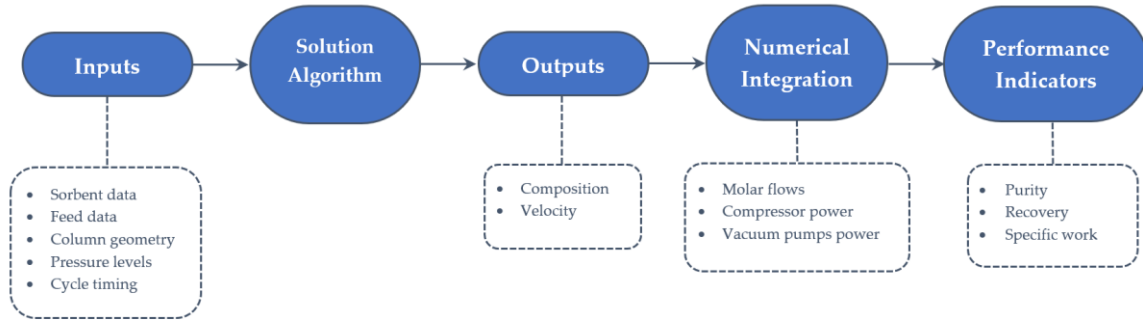 Inputs
Solution
Algorithm
Outputs
Numerical
Integration
Performance
Indicators
• Sorbent data
• Feed data
• Column geometry
• Pressure levels
• Cycle timing
• Composition
• Velocity
• Molar flows
• Compressor power
• Vacuum pumps power
• Purity
• Recovery
• Specific work